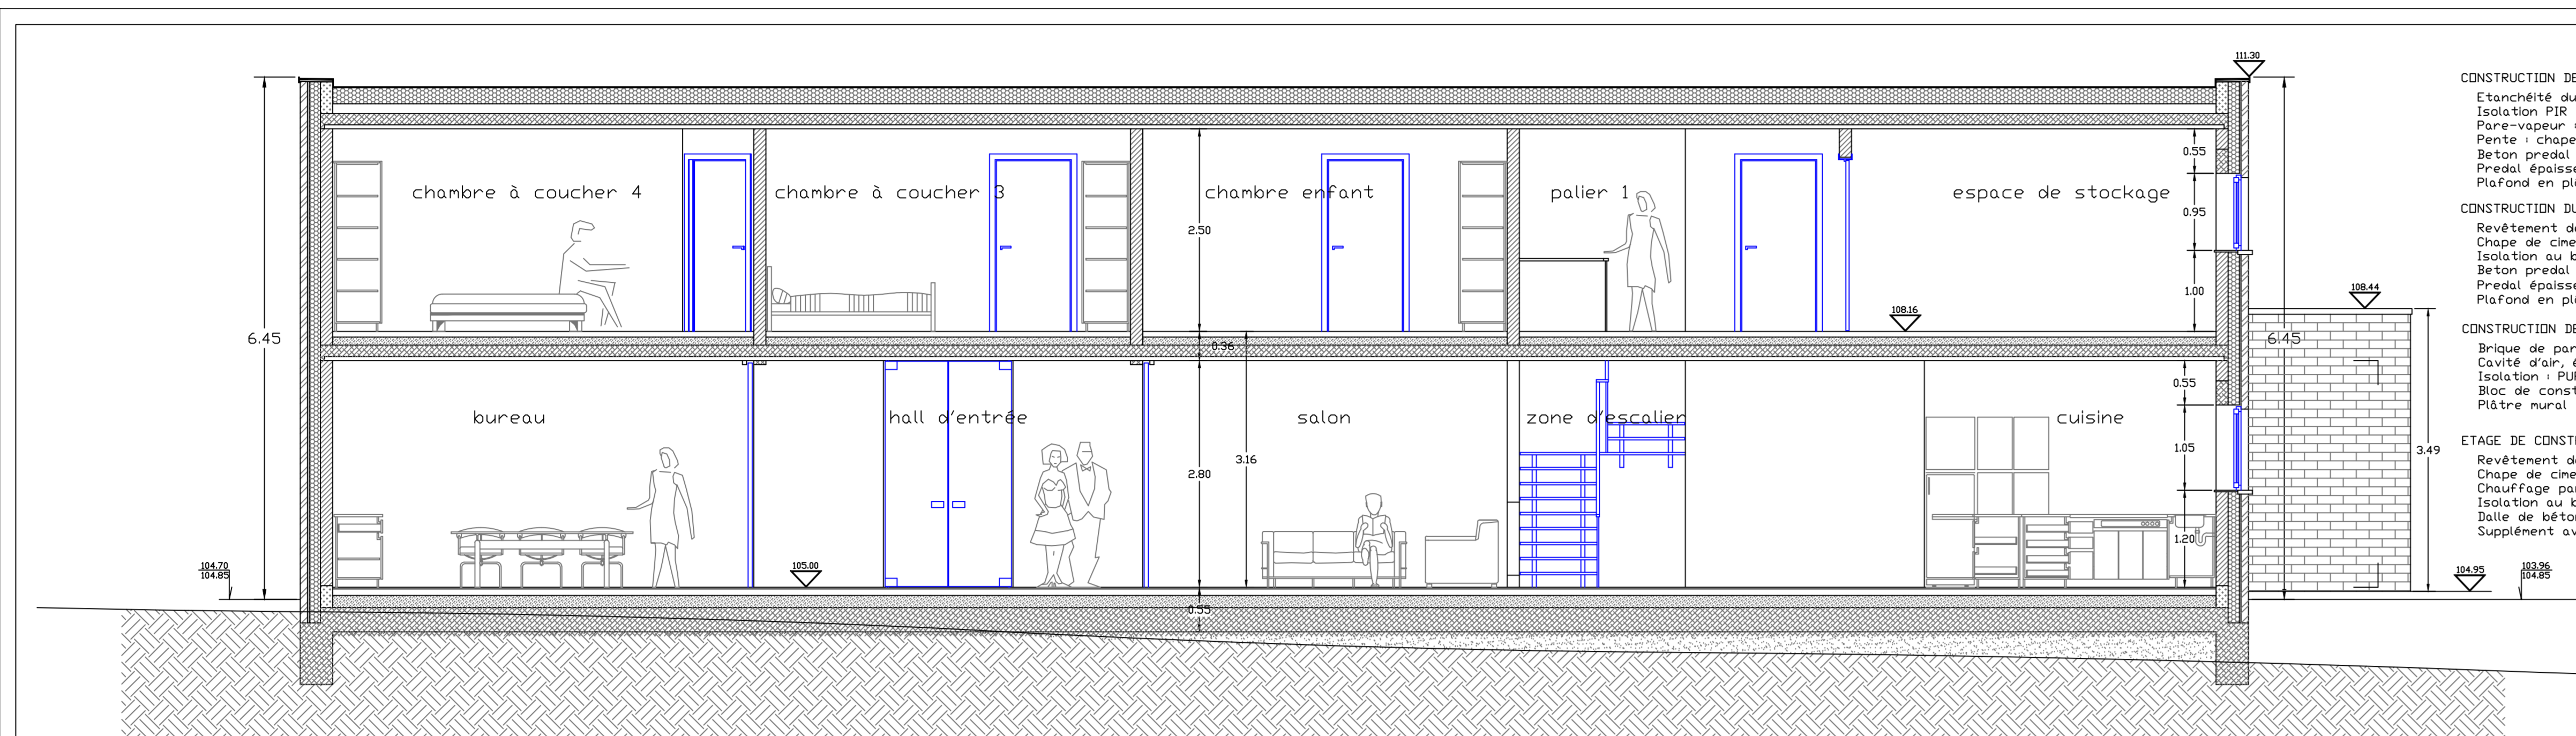 111.30
6.45
chambre à coucher 4
chambre à coucher 3
chambre enfant
palier 1
espace de stockage
2.50
0.55
0.95
1.00
108.16
108.44
0.36
6.45
bureau
hall d'entrée
salon
zone d'escalier
cuisine
2.80
3.16
0.55
1.05
1.20
3.49
104.70
104.85
105.00
0.55
104.95
103.96
104.85
CONSTRUCTION DE
Etanchéité du
Isolation PIR
Pare-vapeur :
Pente : chape
Beton predal
Predal épaisse
Plafond en pl
CONSTRUCTION DU
Revêtement de
Chape de cime
Isolation au b
Beton predal
Predal épaisse
Plafond en pl
CONSTRUCTION DE
Brique de par
Cavité d'air, é
Isolation : PU
Bloc de const
Plâtre mural
ETAGE DE CONST
Revêtement de
Chape de cime
Chauffage par
Isolation au b
Dalle de béto
Supplément av